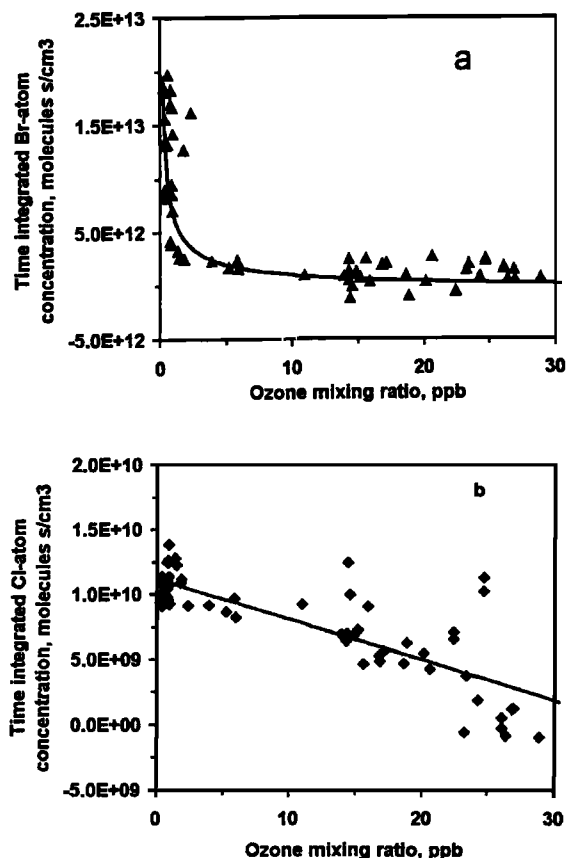 2.5E+13
1.5E+13
5.0E+12
-5.0E+12
Time integrated Br-atom
concentration, molecules s/cm3
a
0 10 20 30
Ozone mixing ratio, ppb
2.0E+10
1.5E+10
1.0E+10
5.0E+09
0.0E+00
-5.0E+09
Time integrated Cl-atom
concentration, molecules s/cm3
b
0 10 20 30
Ozone mixing ratio, ppb